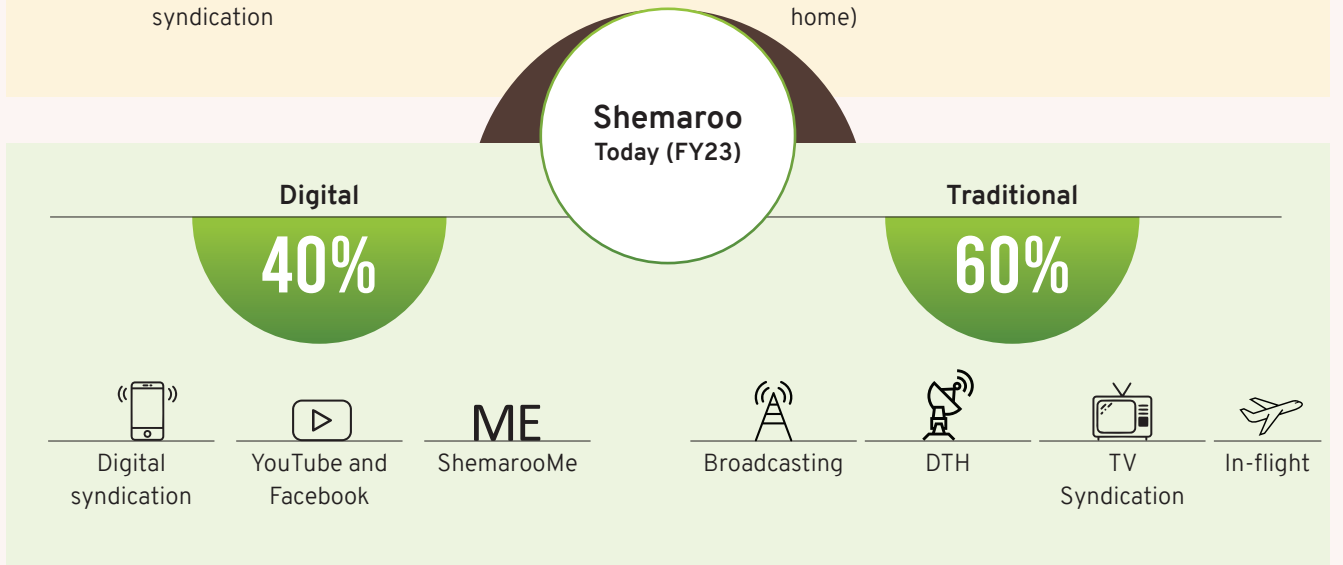 syndication
home)
Shemaroo
Today (FY23)
Digital
Traditional
40%
60%
ME
Digital
syndication
YouTube and
Facebook
ShemarooMe
Broadcasting
DTH
TV
Syndication
In-flight